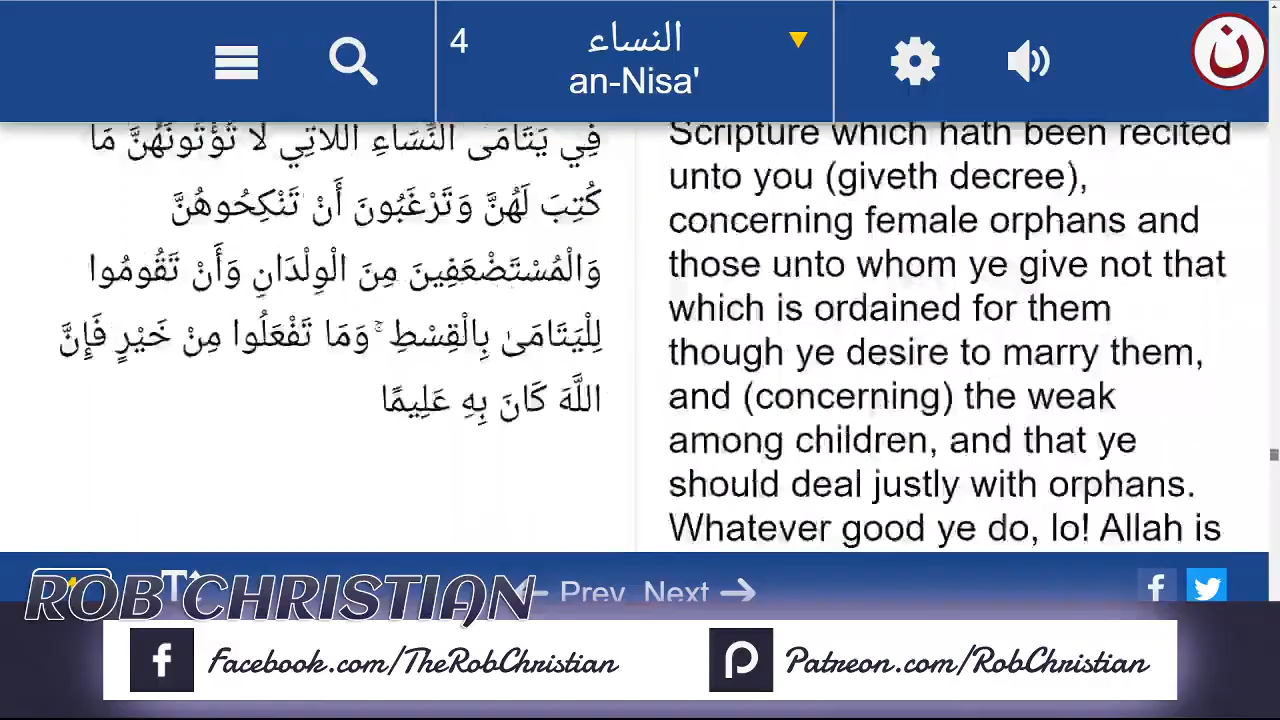 4
النساء
an-Nisa'
ن
فِي يَتَامَى النِّسَاءِ اللَّاتِي لَا تُؤْتُونَهُنَّ مَا
كُتِبَ لَهُنَّ وَتَرْغَبُونَ أَنْ تَنْكِحُوهُنَّ
وَالْمُسْتَضْعَفِينَ مِنَ الْوِلْدَانِ وَأَنْ تَقُومُوا
لِلْيَتَامَىٰ بِالْقِسْطِ ۚ وَمَا تَفْعَلُوا مِنْ خَيْرٍ فَإِنَّ
اللَّهَ كَانَ بِهِ عَلِيمًا
Scripture which hath been recited
unto you (giveth decree),
concerning female orphans and
those unto whom ye give not that
which is ordained for them
though ye desire to marry them,
and (concerning) the weak
among children, and that ye
should deal justly with orphans.
Whatever good ye do, lo! Allah is
ROB CHRISTIAN
Prev Next
Facebook.com/TheRobChristian
Patreon.com/RobChristian